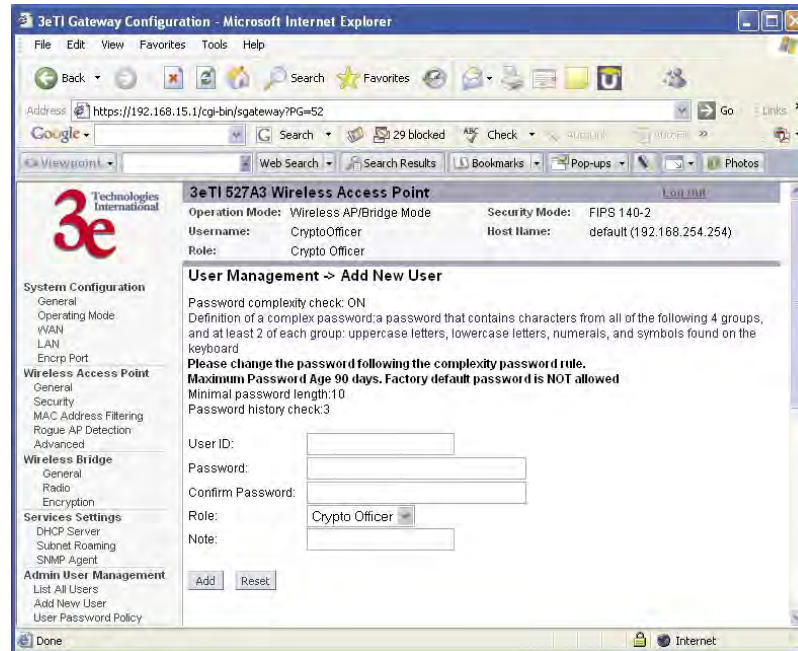 3eTI Gateway Configuration - Microsoft Internet Explorer
File Edit View Favorites Tools Help
Back Search Favorites
Address https://192.168.15.1/cgi-bin/sgateway?PG=52 Go Links
Google Search 29 blocked ABC Check
Viewpoint Web Search Search Results Bookmarks Pop-ups Photos
3e Technologies International
3eTI 527A3 Wireless Access Point Log out
Operation Mode: Wireless AP/Bridge Mode Security Mode: FIPS 140-2
Username: CryptoOfficer Host Name: default (192.168.254.254)
Role: Crypto Officer
System Configuration
General
Operating Mode
WAN
LAN
Encrp Port
Wireless Access Point
General
Security
MAC Address Filtering
Rogue AP Detection
Advanced
Wireless Bridge
General
Radio
Encryption
Services Settings
DHCP Server
Subnet Roaming
SNMP Agent
Admin User Management
List All Users
Add New User
User Password Policy
User Management -> Add New User
Password complexity check: ON
Definition of a complex password:a password that contains characters from all of the following 4 groups,
and at least 2 of each group: uppercase letters, lowercase letters, numerals, and symbols found on the
keyboard
Please change the password following the complexity password rule.
Maximum Password Age 90 days. Factory default password is NOT allowed
Minimal password length:10
Password history check:3
User ID:
Password:
Confirm Password:
Role: Crypto Officer
Note:
Add Reset
Done Internet